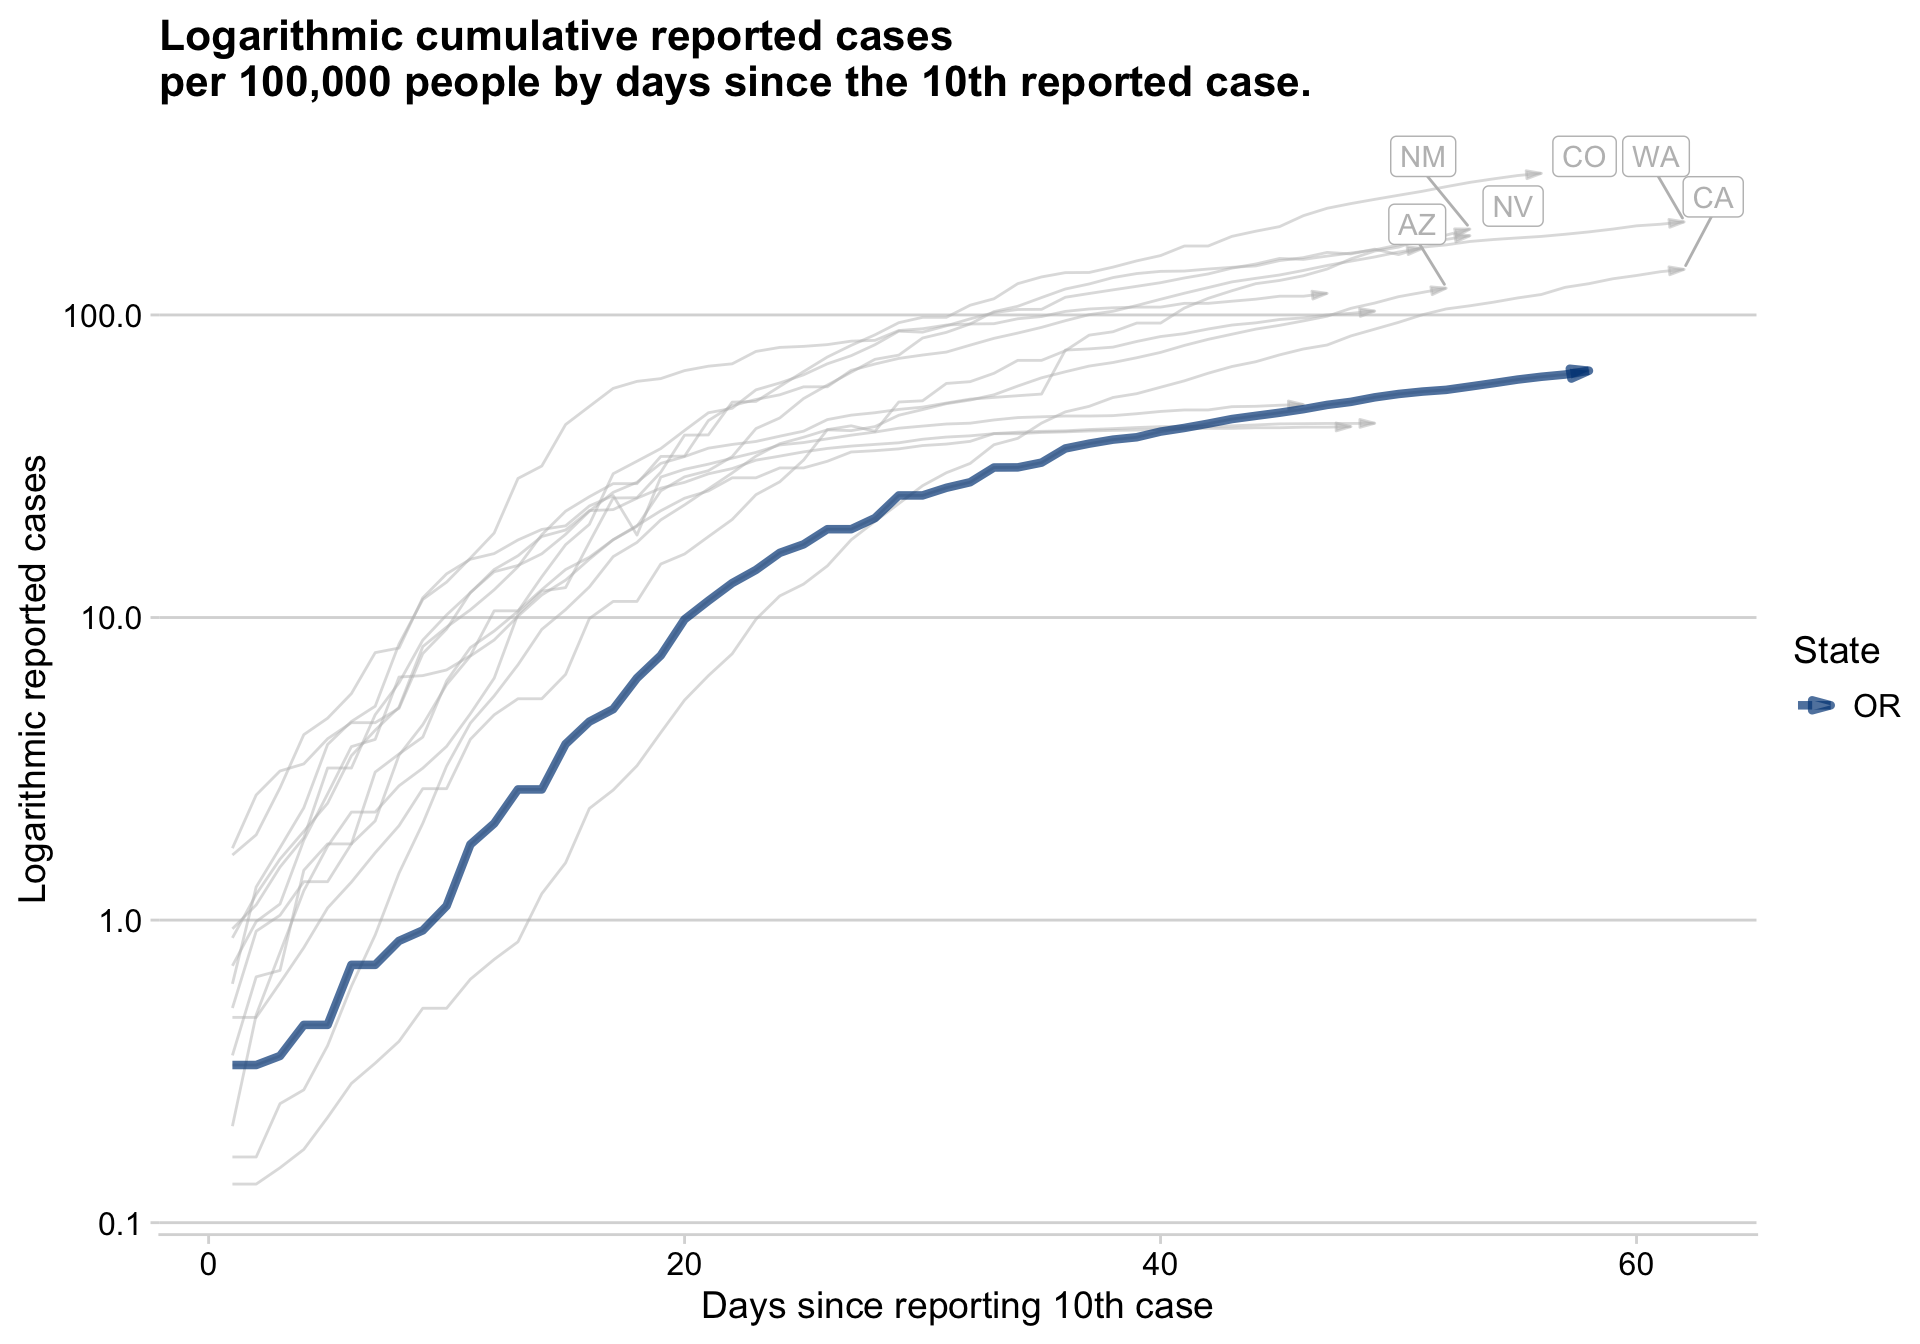 Logarithmic cumulative reported cases
per 100,000 people by days since the 10th reported case.
NM
CO
WA
CA
NV
AZ
Logarithmic reported cases
100.0
10.0
1.0
0.1
0
20
40
60
Days since reporting 10th case
State
OR